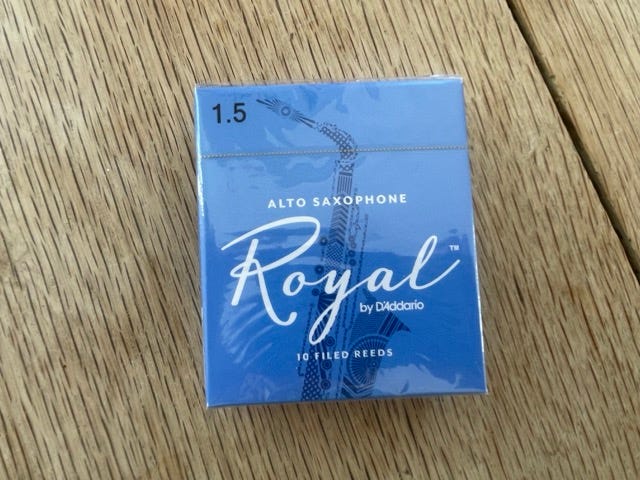 1.5
ALTO SAXOPHONE
Royal™
by D'Addario
10 FILED REEDS